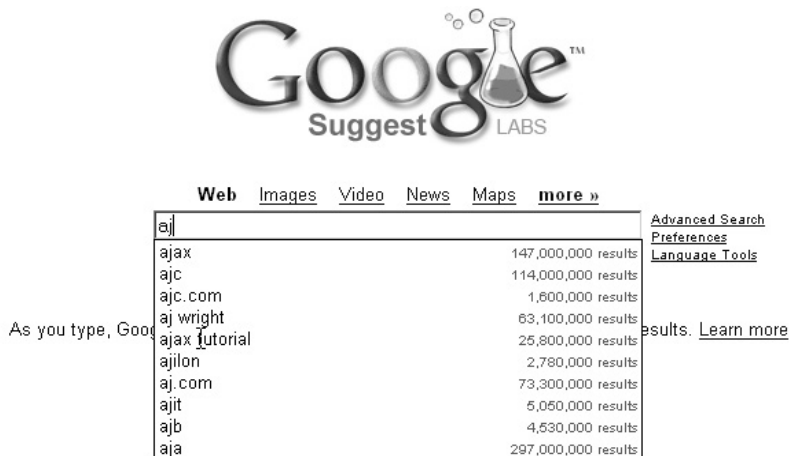 Google™
Suggest LABS
Web Images Video News Maps more »
aj
Advanced Search
Preferences
Language Tools
ajax 147,000,000 results
ajc 114,000,000 results
ajc.com 1,600,000 results
aj wright 63,100,000 results
As you type, Goog
ajax tutorial 25,800,000 results
esults. Learn more
ajilon 2,780,000 results
aj.com 73,300,000 results
ajit 5,050,000 results
ajb 4,530,000 results
aja 297,000,000 results